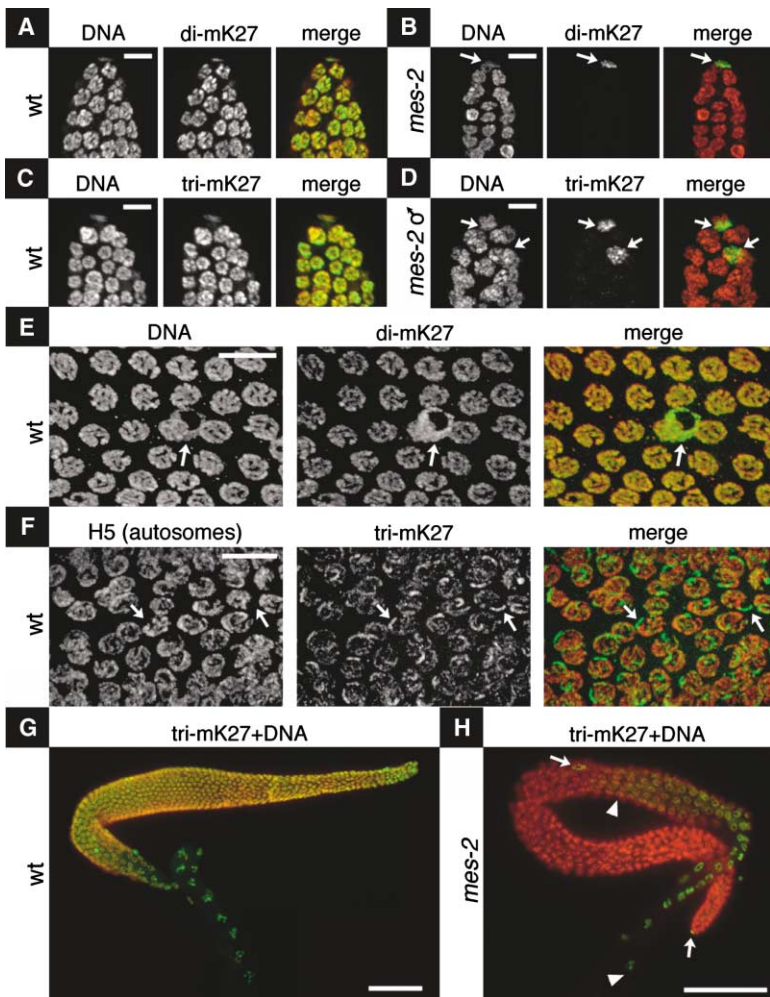 A DNA di-mK27 merge B DNA di-mK27 merge
wt mes-2
C DNA tri-mK27 merge D DNA tri-mK27 merge
wt mes-2 ♂
E DNA di-mK27 merge
wt
F H5 (autosomes) tri-mK27 merge
wt
G tri-mK27+DNA H tri-mK27+DNA
wt mes-2